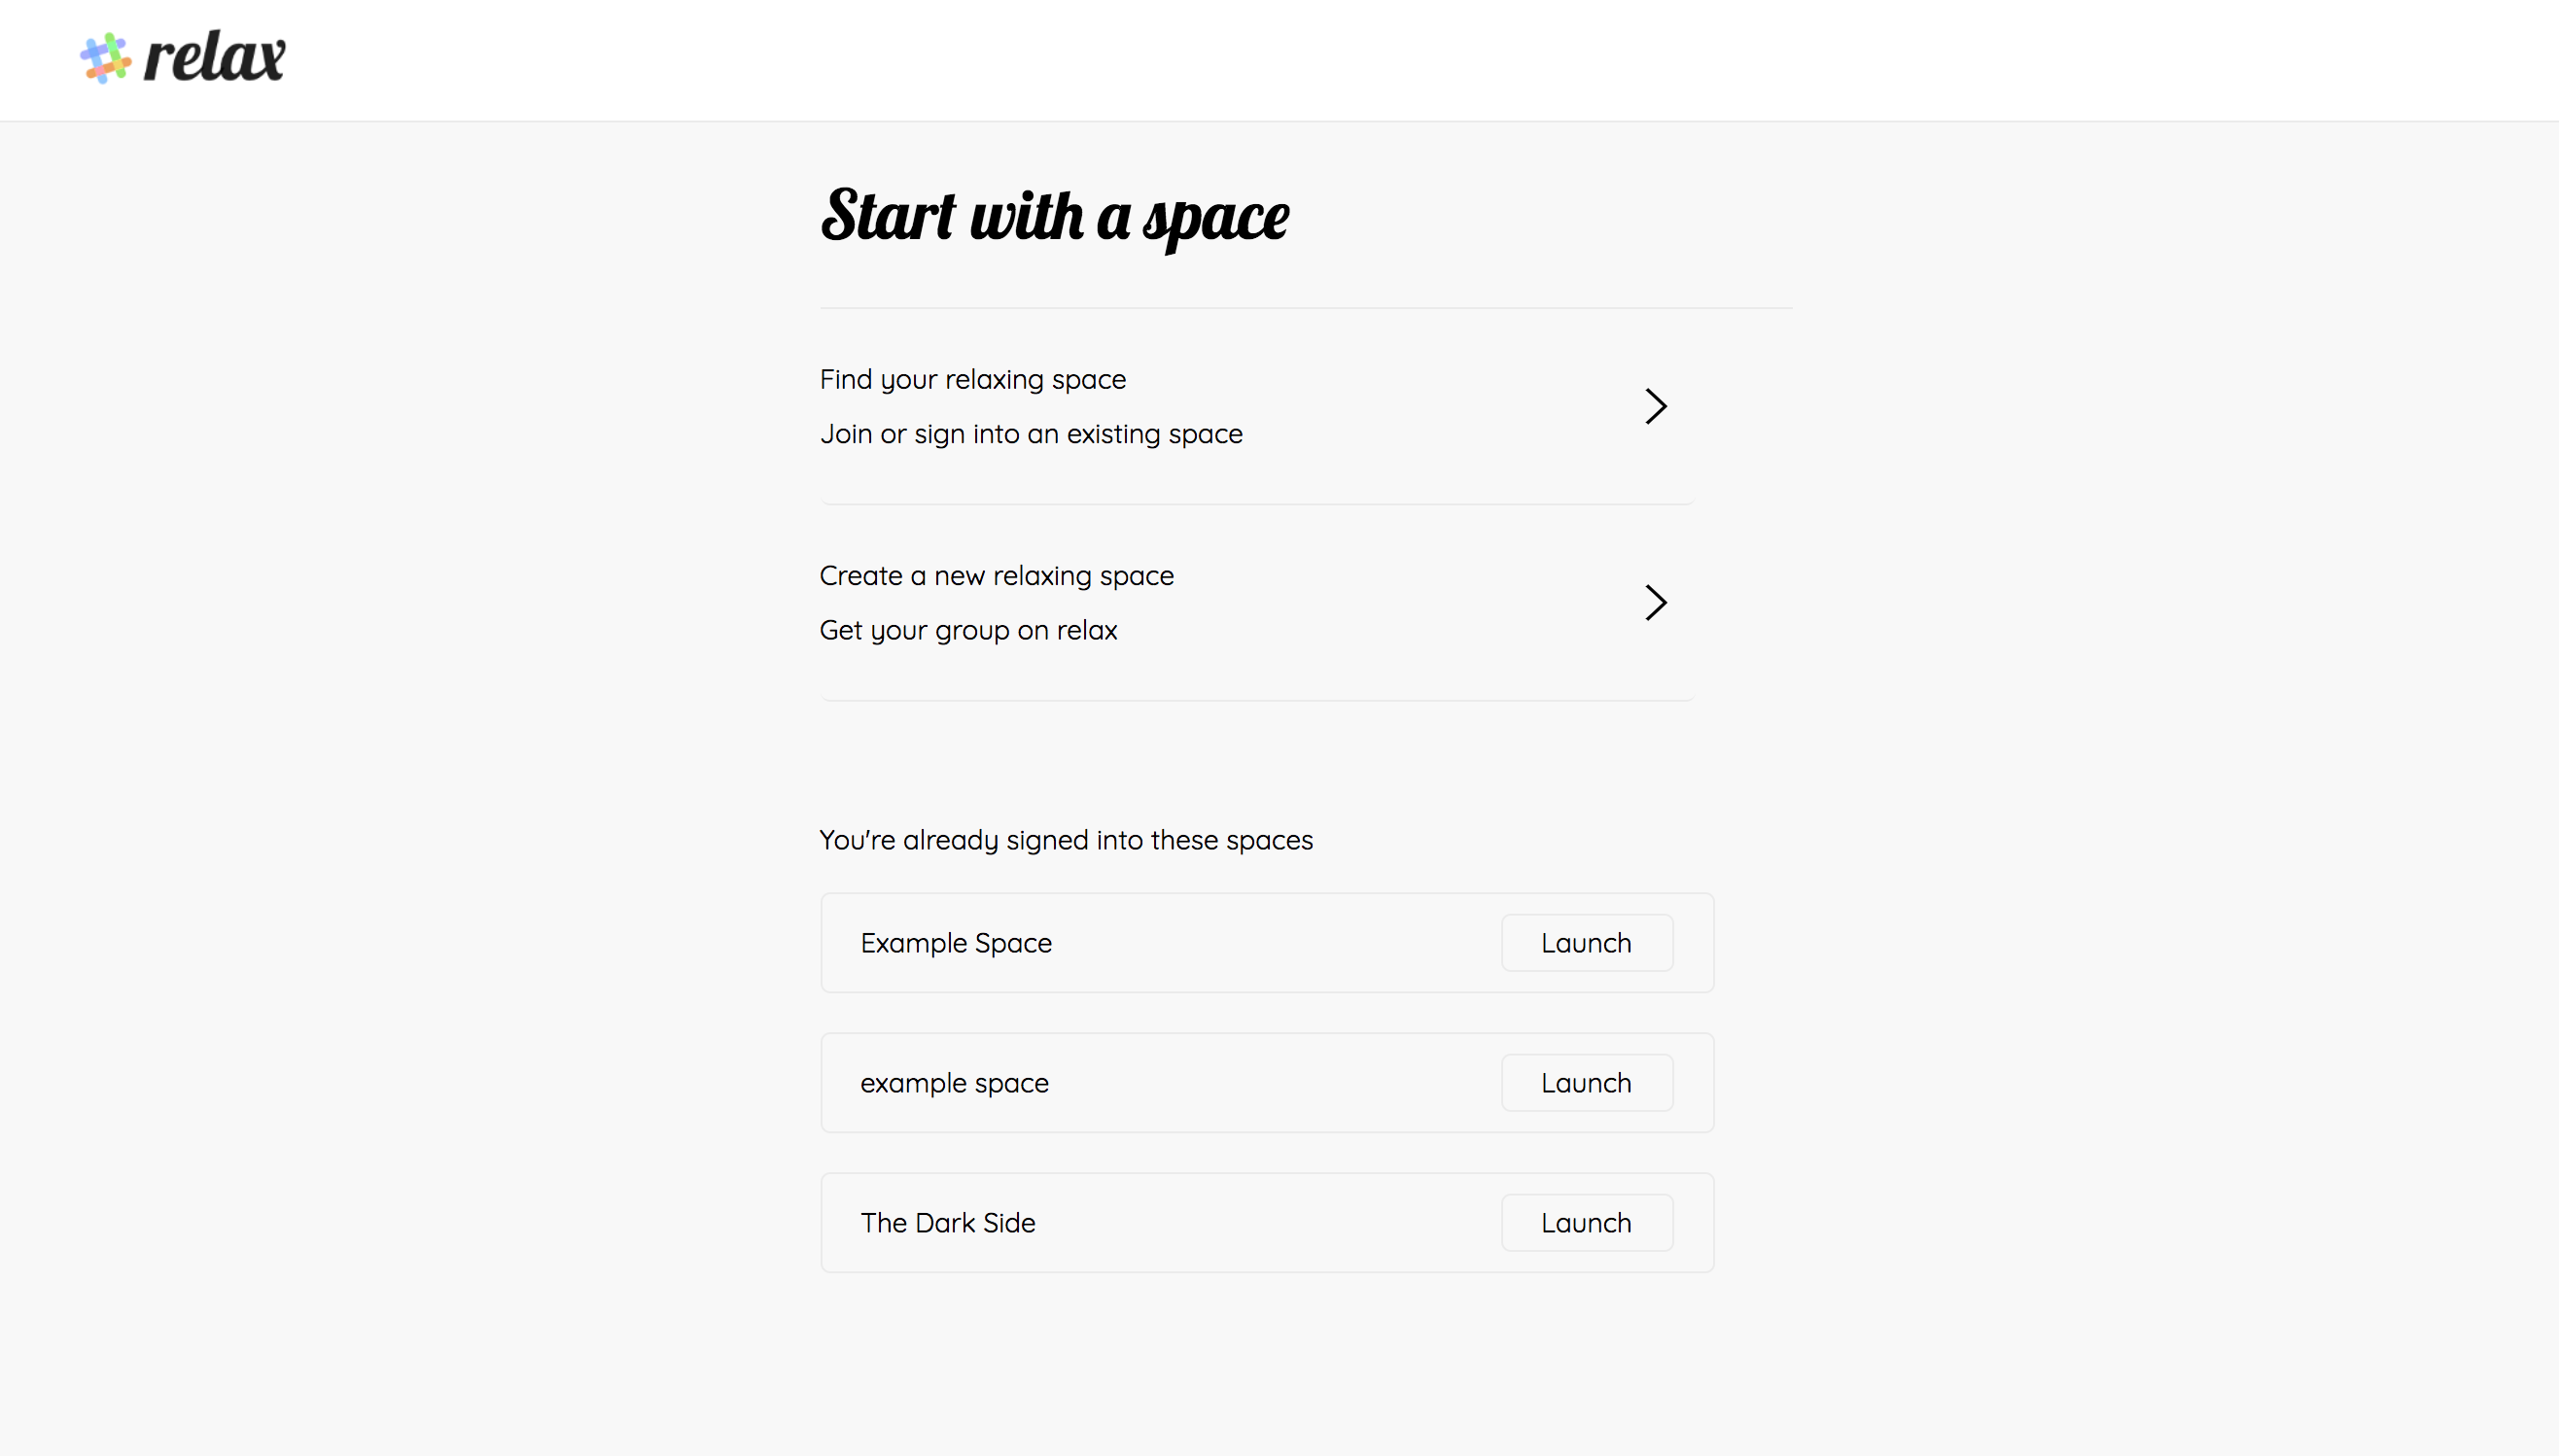 relax
Start with a space
Find your relaxing space
Join or sign into an existing space
Create a new relaxing space
Get your group on relax
You're already signed into these spaces
Example Space
Launch
example space
Launch
The Dark Side
Launch